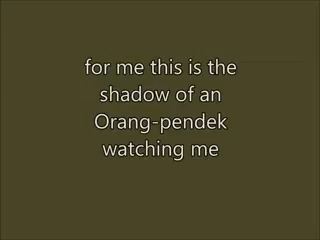 for me this is the
shadow of an
Orang-pendek
watching me